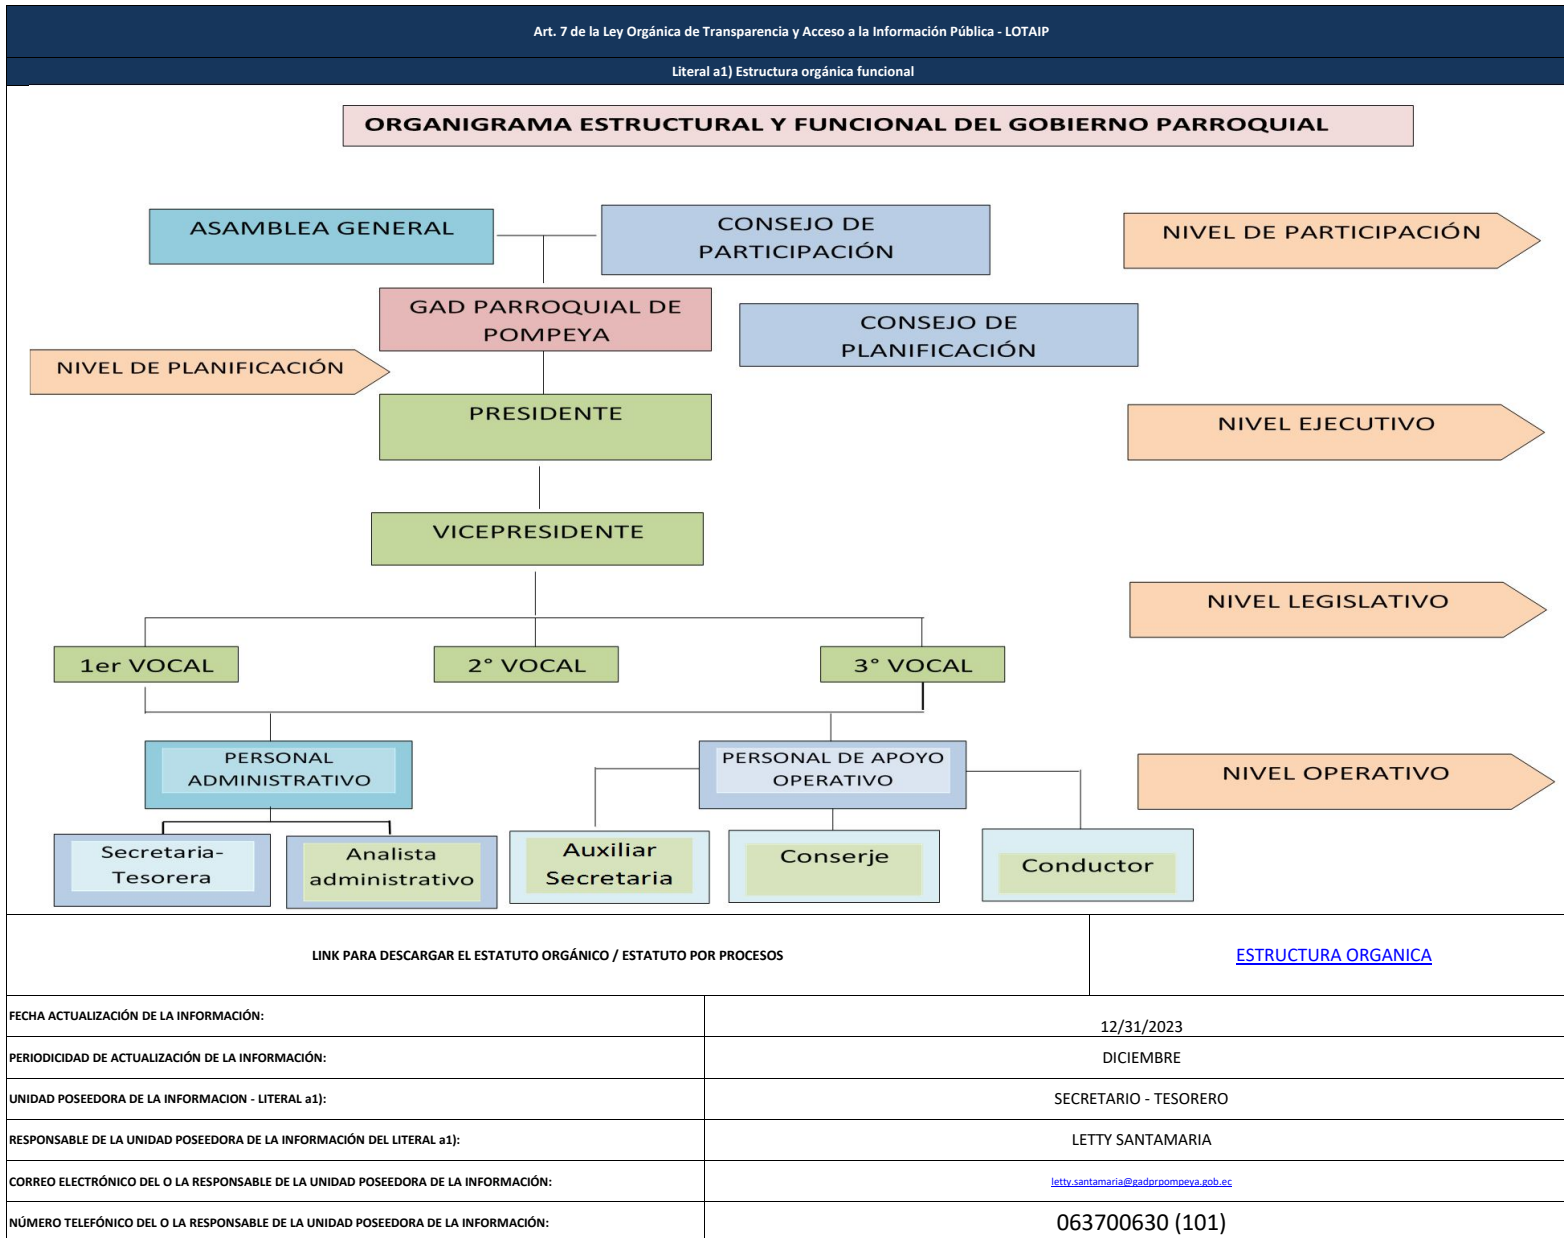 Art. 7 de la Ley Orgánica de Transparencia y Acceso a la Información Pública - LOTAIP
Literal a1) Estructura orgánica funcional
ORGANIGRAMA ESTRUCTURAL Y FUNCIONAL DEL GOBIERNO PARROQUIAL
ASAMBLEA GENERAL
CONSEJO DE
PARTICIPACIÓN
NIVEL DE PARTICIPACIÓN
GAD PARROQUIAL DE
POMPEYA
CONSEJO DE
PLANIFICACIÓN
NIVEL DE PLANIFICACIÓN
PRESIDENTE
NIVEL EJECUTIVO
VICEPRESIDENTE
NIVEL LEGISLATIVO
1er VOCAL
2° VOCAL
3° VOCAL
PERSONAL
ADMINISTRATIVO
PERSONAL DE APOYO
OPERATIVO
NIVEL OPERATIVO
Secretaria-
Tesorera
Analista
administrativo
Auxiliar
Secretaria
Conserje
Conductor
LINK PARA DESCARGAR EL ESTATUTO ORGÁNICO / ESTATUTO POR PROCESOS
ESTRUCTURA ORGANICA
FECHA ACTUALIZACIÓN DE LA INFORMACIÓN:
12/31/2023
PERIODICIDAD DE ACTUALIZACIÓN DE LA INFORMACIÓN:
DICIEMBRE
UNIDAD POSEEDORA DE LA INFORMACION - LITERAL a1):
SECRETARIO - TESORERO
RESPONSABLE DE LA UNIDAD POSEEDORA DE LA INFORMACIÓN DEL LITERAL a1):
LETTY SANTAMARIA
CORREO ELECTRÓNICO DEL O LA RESPONSABLE DE LA UNIDAD POSEEDORA DE LA INFORMACIÓN:
letty.santamaria@gadprpompeya.gob.ec
NÚMERO TELEFÓNICO DEL O LA RESPONSABLE DE LA UNIDAD POSEEDORA DE LA INFORMACIÓN:
063700630 (101)